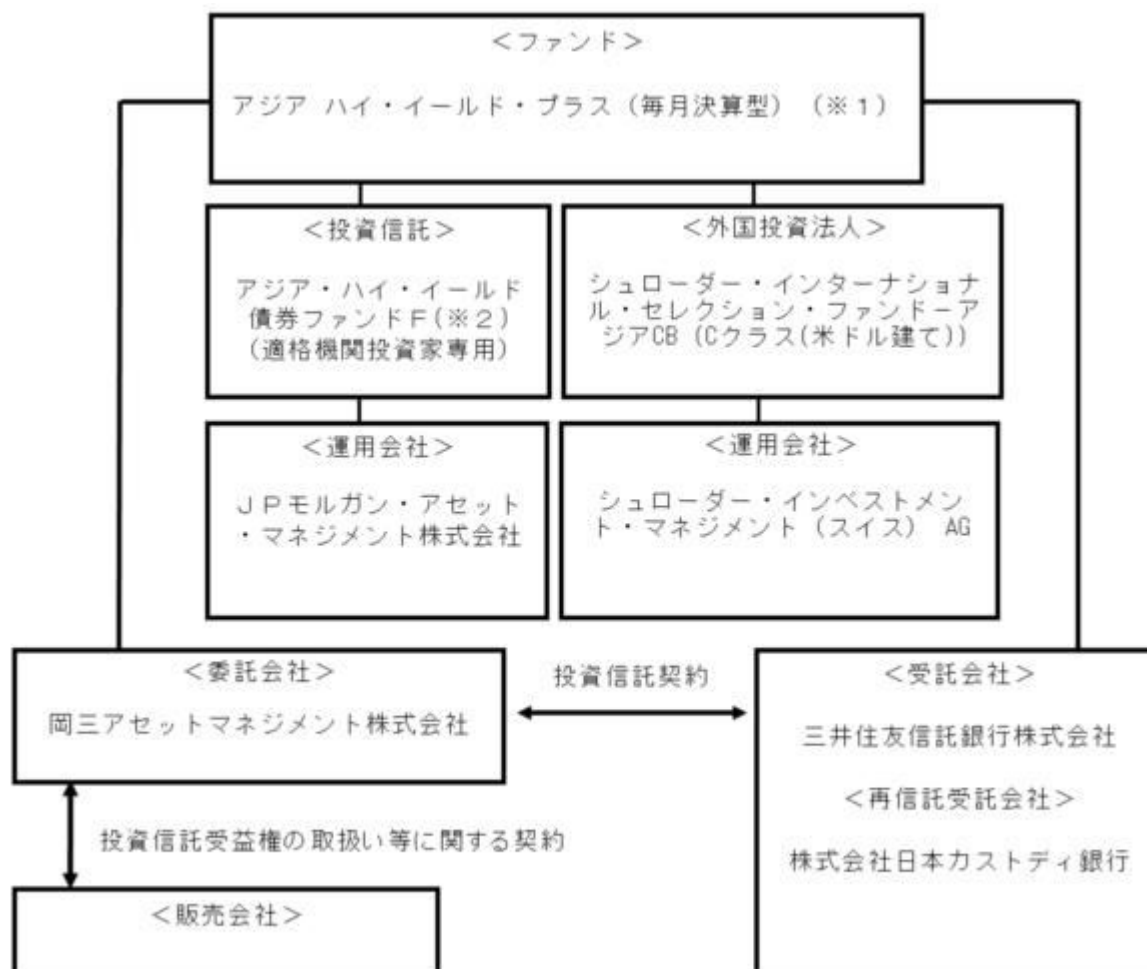 ＜ファンド＞
アジア ハイ・イールド・プラス（毎月決算型）（※１）
＜投資信託＞
アジア・ハイ・イールド
債券ファンドＦ(※２)
（適格機関投資家専用）
＜外国投資法人＞
シュローダー・インターナショナ
ル・セレクション・ファンド－ア
ジアCB (Cクラス(米ドル建て))
＜運用会社＞
ＪＰモルガン・アセット
・マネジメント株式会社
＜運用会社＞
シュローダー・インベストメン
ト・マネジメント（スイス） AG
＜委託会社＞
岡三アセットマネジメント株式会社
投資信託契約
＜受託会社＞
三井住友信託銀行株式会社
＜再信託受託会社＞
株式会社日本カストディ銀行
投資信託受益権の取扱い等に関する契約
＜販売会社＞